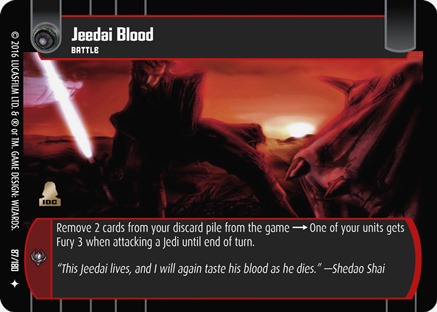 Jeedai Blood
BATTLE
IDC
Remove 2 cards from your discard pile from the game → One of your units gets
Fury 3 when attacking a Jedi until end of turn.
"This Jeedai lives, and I will again taste his blood as he dies." —Shedao Shai
© 2016 LUCASFILM LTD. & ® or TM. GAME DESIGN: WIZARDS.
87/180